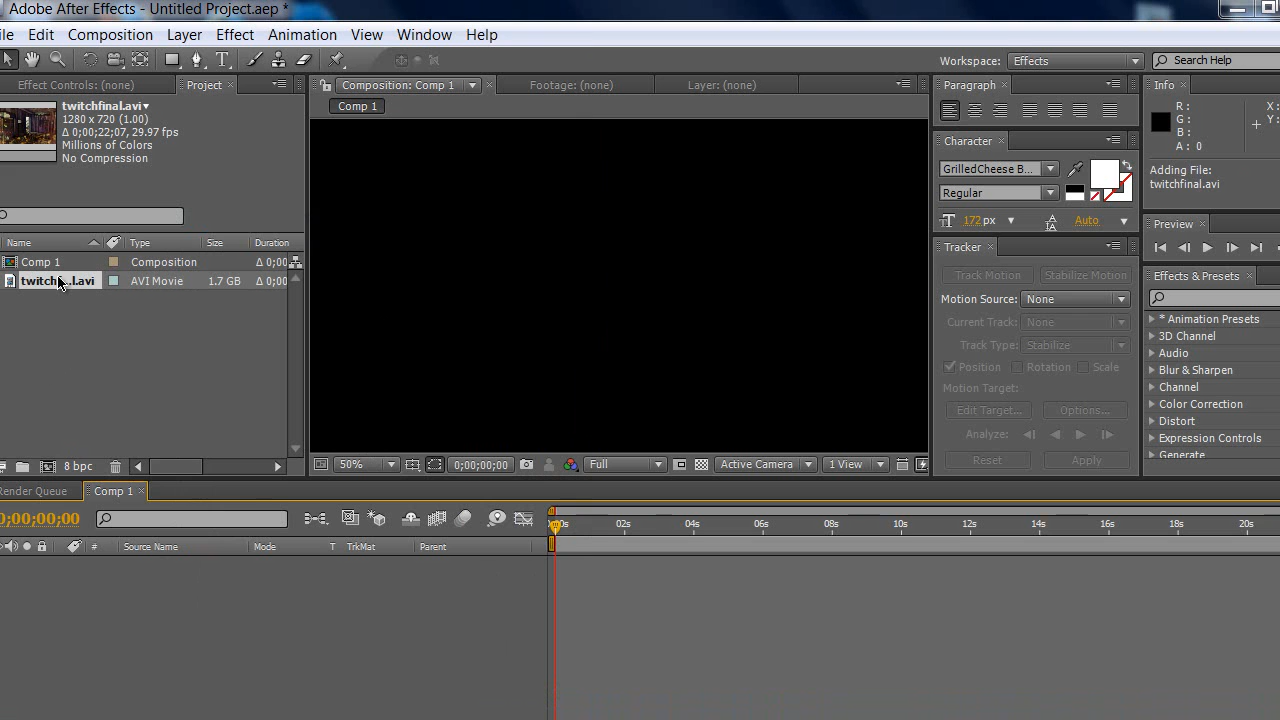 Adobe After Effects - Untitled Project.aep *
ile Edit Composition Layer Effect Animation View Window Help
Workspace: Effects Search Help
Effect Controls: (none) Project
Composition: Comp 1 Footage: (none) Layer: (none)
Comp 1
twitchfinal.avi
1280 x 720 (1.00)
Δ 0;00;22;07, 29.97 fps
Millions of Colors
No Compression
Name Type Size Duration
Comp 1 Composition Δ 0;00
twitchf...l.avi AVI Movie 1.7 GB Δ 0;00
8 bpc
50% 0;00;00;00 Full Active Camera 1 View
Paragraph
Character
GrilledCheese B...
Regular
172 px Auto
Tracker
Track Motion Stabilize Motion
Motion Source: None
Current Track: None
Track Type: Stabilize
Position Rotation Scale
Motion Target:
Edit Target... Options...
Analyze:
Reset Apply
Info
R : X :
G : Y :
B :
A : 0
Adding File:
twitchfinal.avi
Preview
Effects & Presets
* Animation Presets
3D Channel
Audio
Blur & Sharpen
Channel
Color Correction
Distort
Expression Controls
Generate
Render Queue Comp 1
0;00;00;00
0s 02s 04s 06s 08s 10s 12s 14s 16s 18s 20s
# Source Name Mode T TrkMat Parent